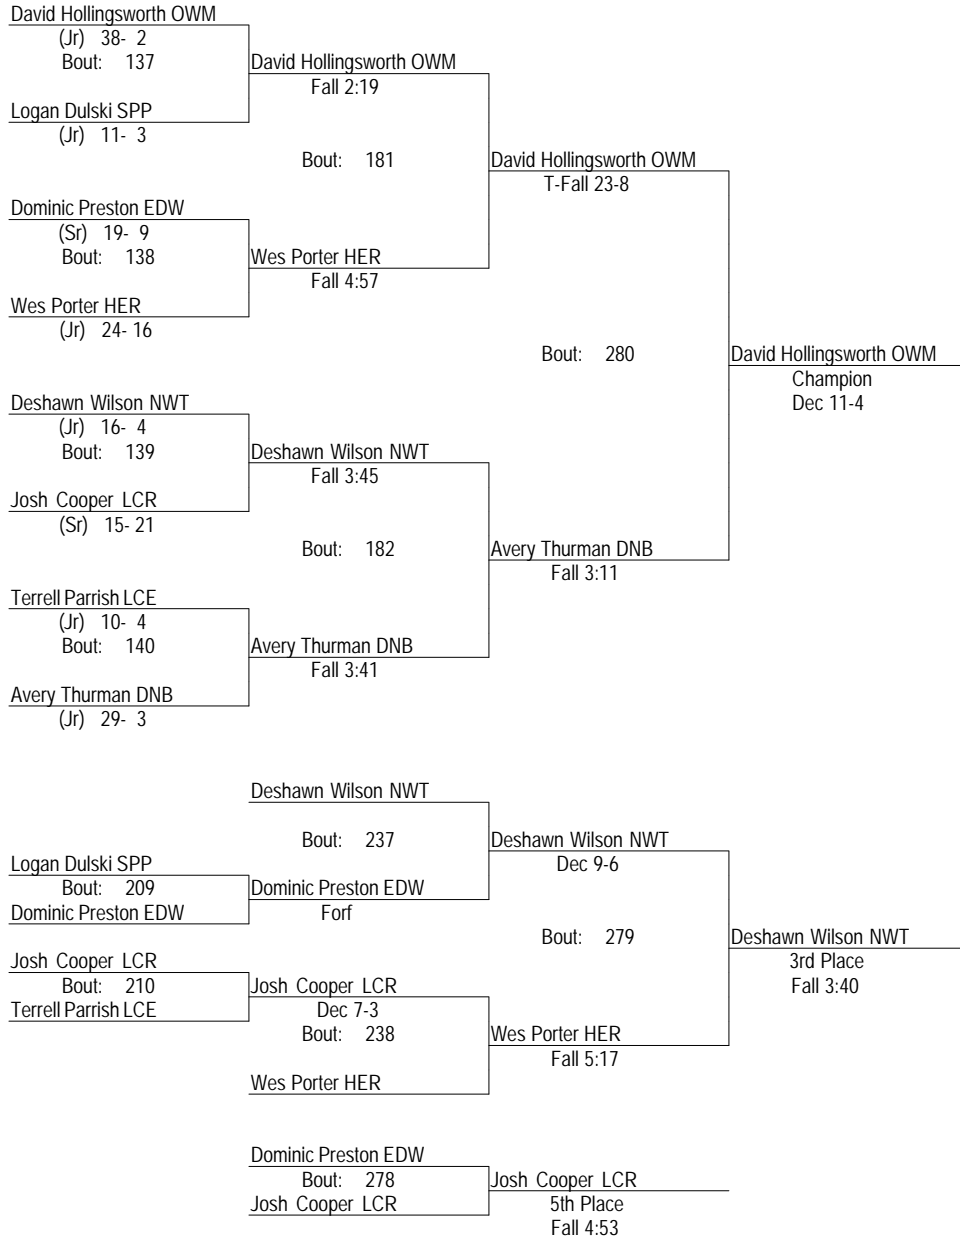 David Hollingsworth OWM
(Jr) 38- 2
Bout: 137
David Hollingsworth OWM
Fall 2:19
Logan Dulski SPP
(Jr) 11- 3
Bout: 181
David Hollingsworth OWM
T-Fall 23-8
Dominic Preston EDW
(Sr) 19- 9
Bout: 138
Wes Porter HER
Fall 4:57
Wes Porter HER
(Jr) 24- 16
Bout: 280
David Hollingsworth OWM
Champion
Dec 11-4
Deshawn Wilson NWT
(Jr) 16- 4
Bout: 139
Deshawn Wilson NWT
Fall 3:45
Josh Cooper LCR
(Sr) 15- 21
Bout: 182
Avery Thurman DNB
Fall 3:11
Terrell Parrish LCE
(Jr) 10- 4
Bout: 140
Avery Thurman DNB
Fall 3:41
Avery Thurman DNB
(Jr) 29- 3
Deshawn Wilson NWT
Bout: 237
Deshawn Wilson NWT
Dec 9-6
Logan Dulski SPP
Bout: 209
Dominic Preston EDW
Dominic Preston EDW
Forf
Bout: 279
Deshawn Wilson NWT
3rd Place
Fall 3:40
Josh Cooper LCR
Bout: 210
Terrell Parrish LCE
Josh Cooper LCR
Dec 7-3
Bout: 238
Wes Porter HER
Fall 5:17
Wes Porter HER
Dominic Preston EDW
Bout: 278
Josh Cooper LCR
Josh Cooper LCR
5th Place
Fall 4:53